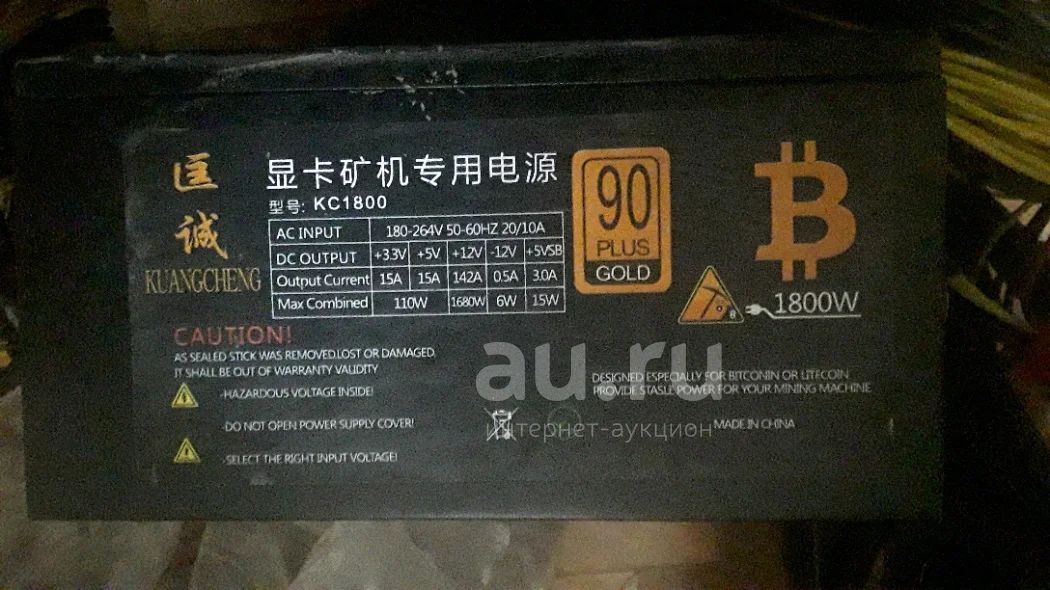 匡
诚
KUANGCHENG
显卡矿机专用电源
型号: KC1800
AC INPUT 180-264V 50-60HZ 20/10A
DC OUTPUT +3.3V +5V +12V -12V +5VSB
Output Current 15A 15A 142A 0.5A 3.0A
Max Combined 110W 1680W 6W 15W
90
PLUS
GOLD
B
1800W
CAUTION!
AS SEALED STICK WAS REMOVED.LOST OR DAMAGED.
IT SHALL BE OUT OF WARRANTY VALIDITY
-HAZARDOUS VOLTAGE INSIDE!
-DO NOT OPEN POWER SUPPLY COVER!
-SELECT THE RIGHT INPUT VOLTAGE!
DESIGNED ESPECIALLY FOR BITCONIN OR LITECOIN
PROVIDE STASLE POWER FOR YOUR MINING MACHINE
MADE IN CHINA
au.ru
интернет-аукцион